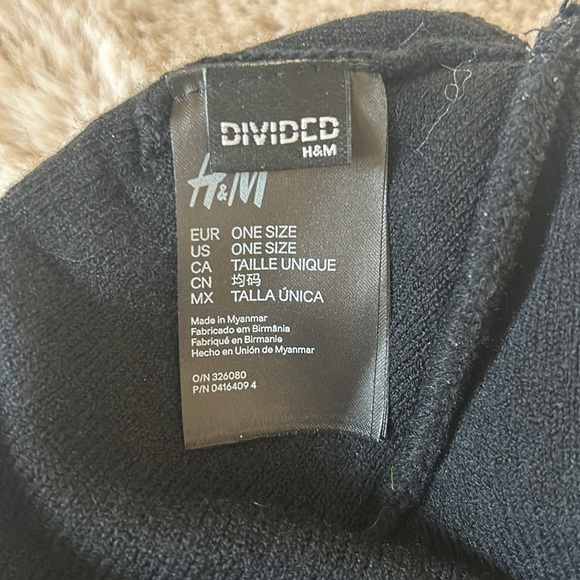 DIVIDED
H&M
H&M
EUR ONE SIZE
US ONE SIZE
CA TAILLE UNIQUE
CN 均码
MX TALLA ÚNICA
Made in Myanmar
Fabricado em Birmânia
Fabriqué en Birmanie
Hecho en Unión de Myanmar
O/N 326080
P/N 0416409 4